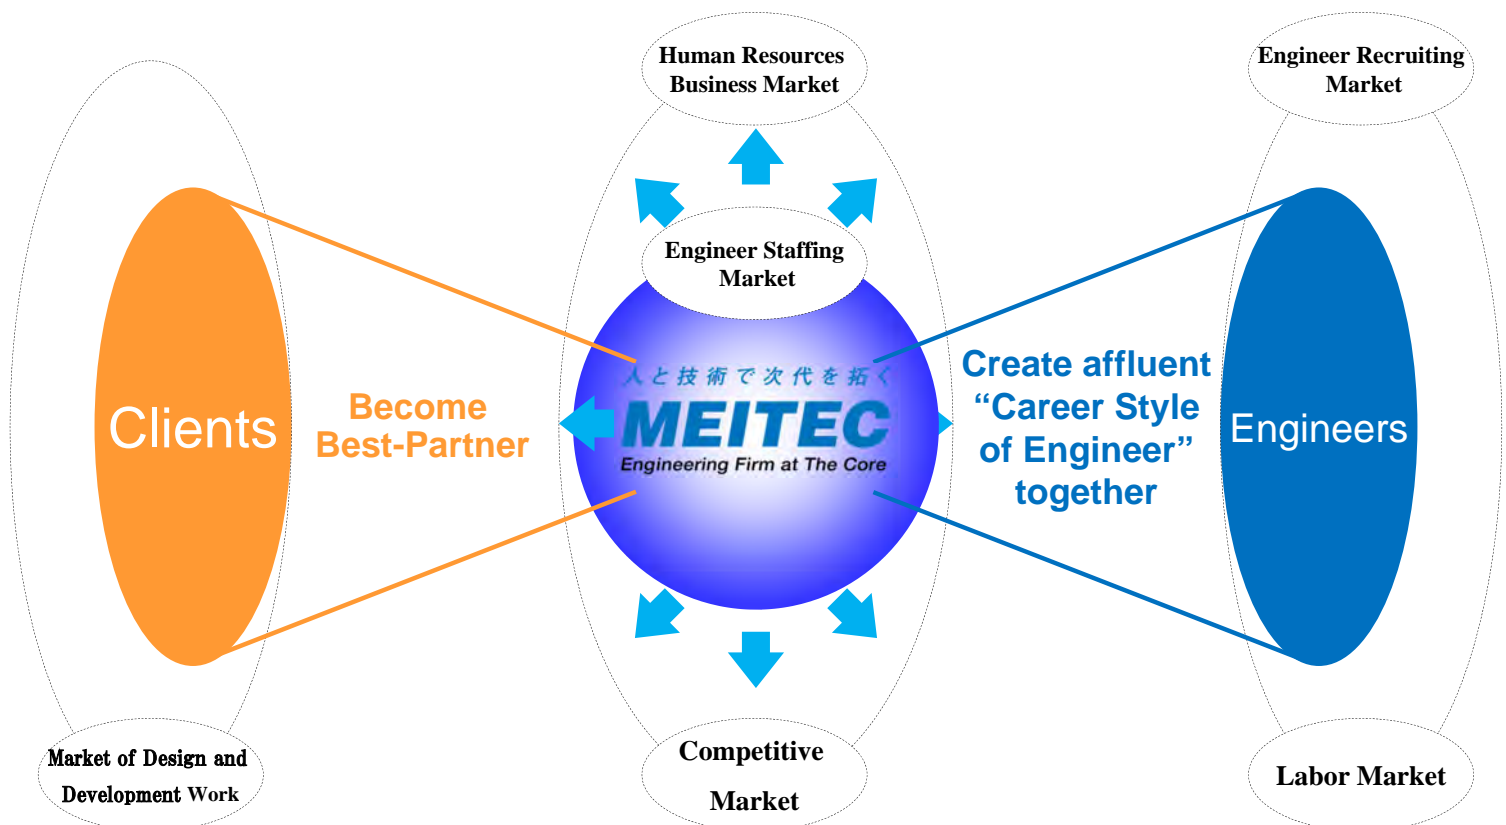 Human Resources
Business Market
Engineer Recruiting
Market
Engineer Staffing
Market
人と技術で次代を拓く
MEITEC
Engineering Firm at The Core
Clients
Become
Best-Partner
Create affluent
“Career Style
of Engineer”
together
Engineers
Market of Design and
Development Work
Competitive
Market
Labor Market